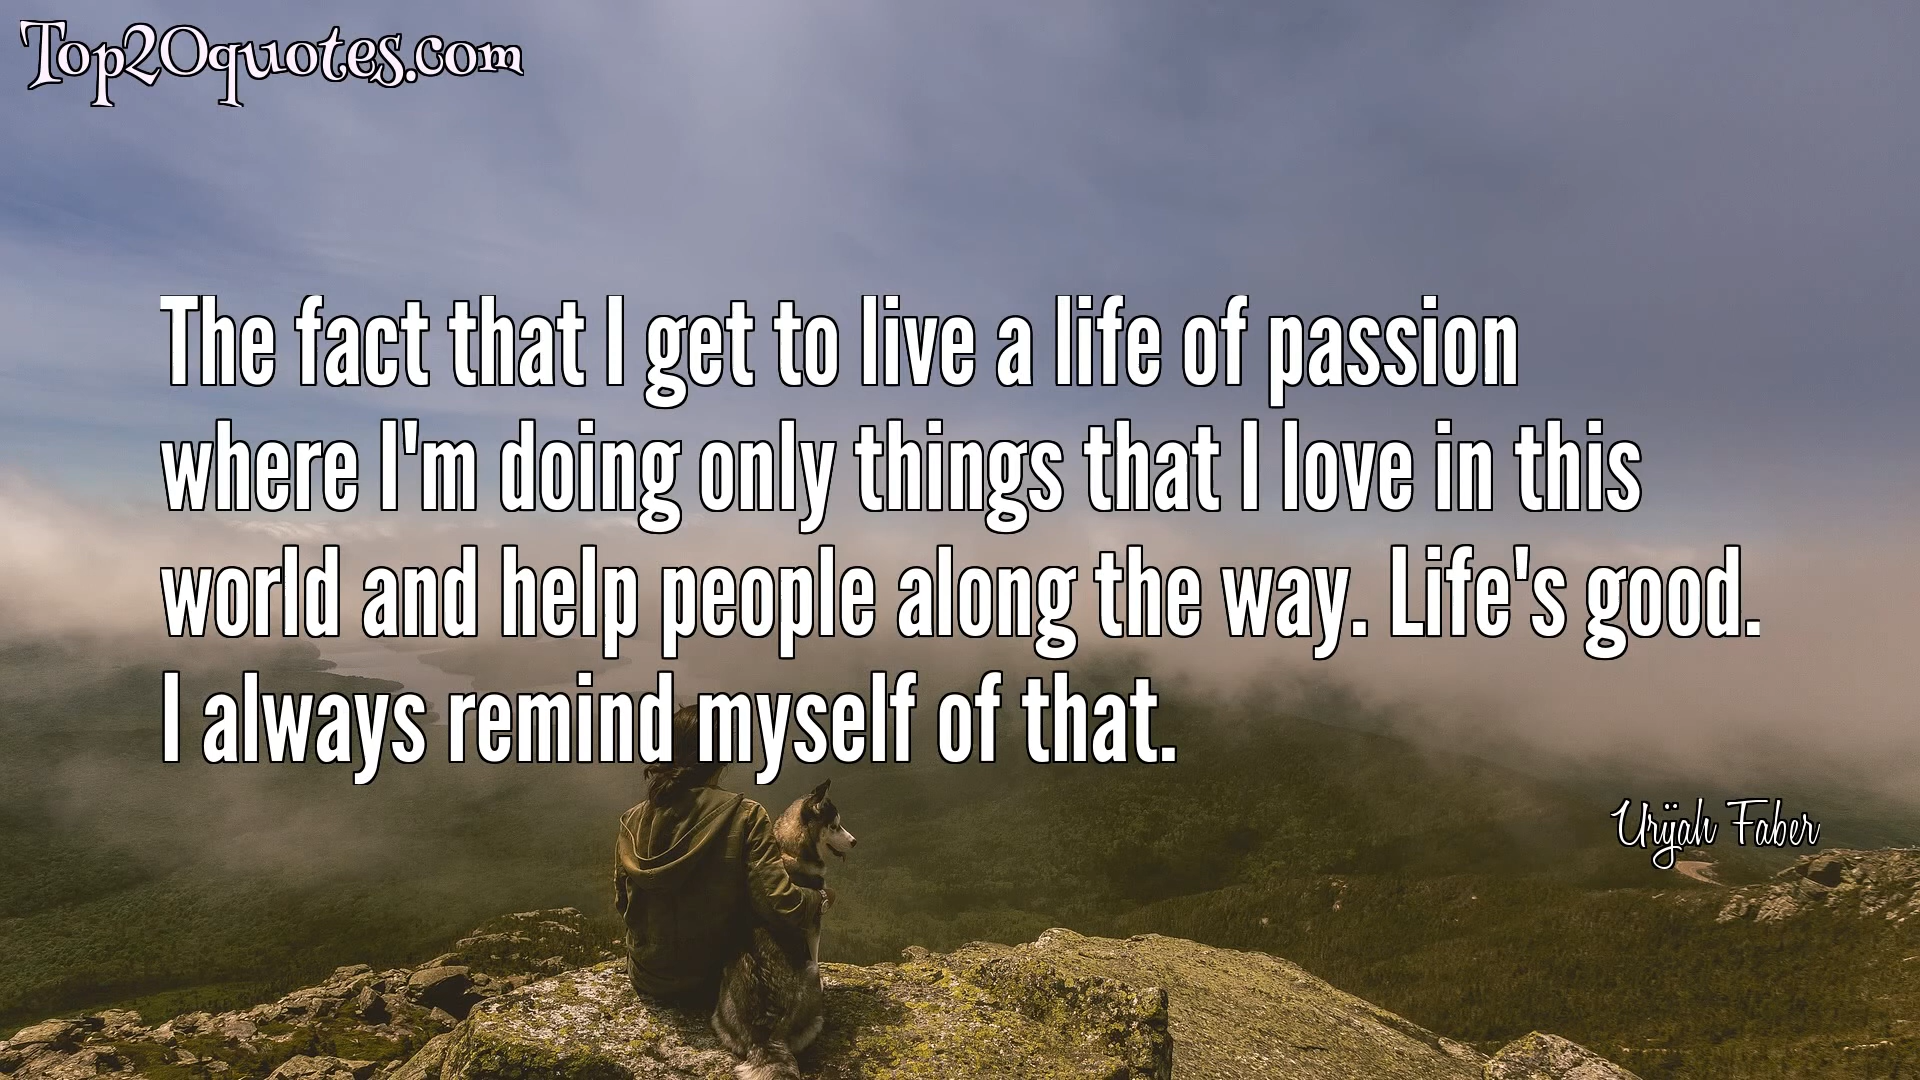 Top20quotes.com
The fact that I get to live a life of passion
where I'm doing only things that I love in this
world and help people along the way. Life's good.
I always remind myself of that.
Urijah Faber